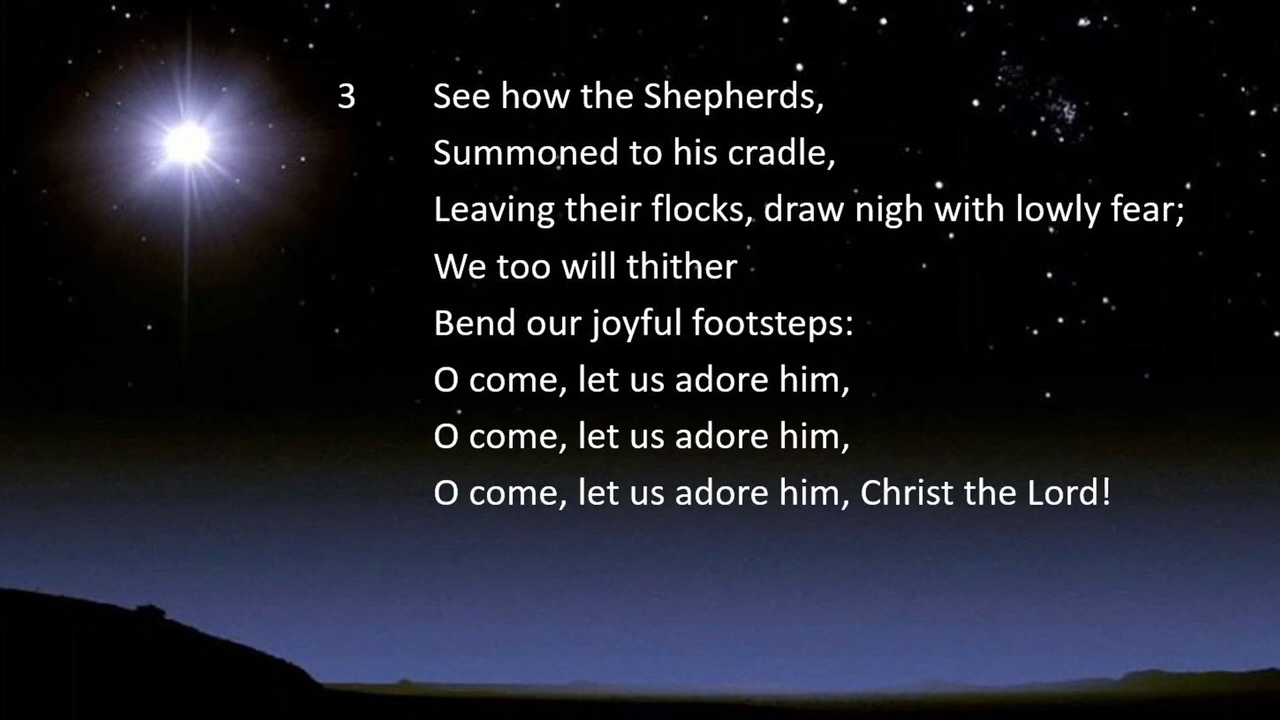 3 See how the Shepherds,
Summoned to his cradle,
Leaving their flocks, draw nigh with lowly fear;
We too will thither
Bend our joyful footsteps:
O come, let us adore him,
O come, let us adore him,
O come, let us adore him, Christ the Lord!